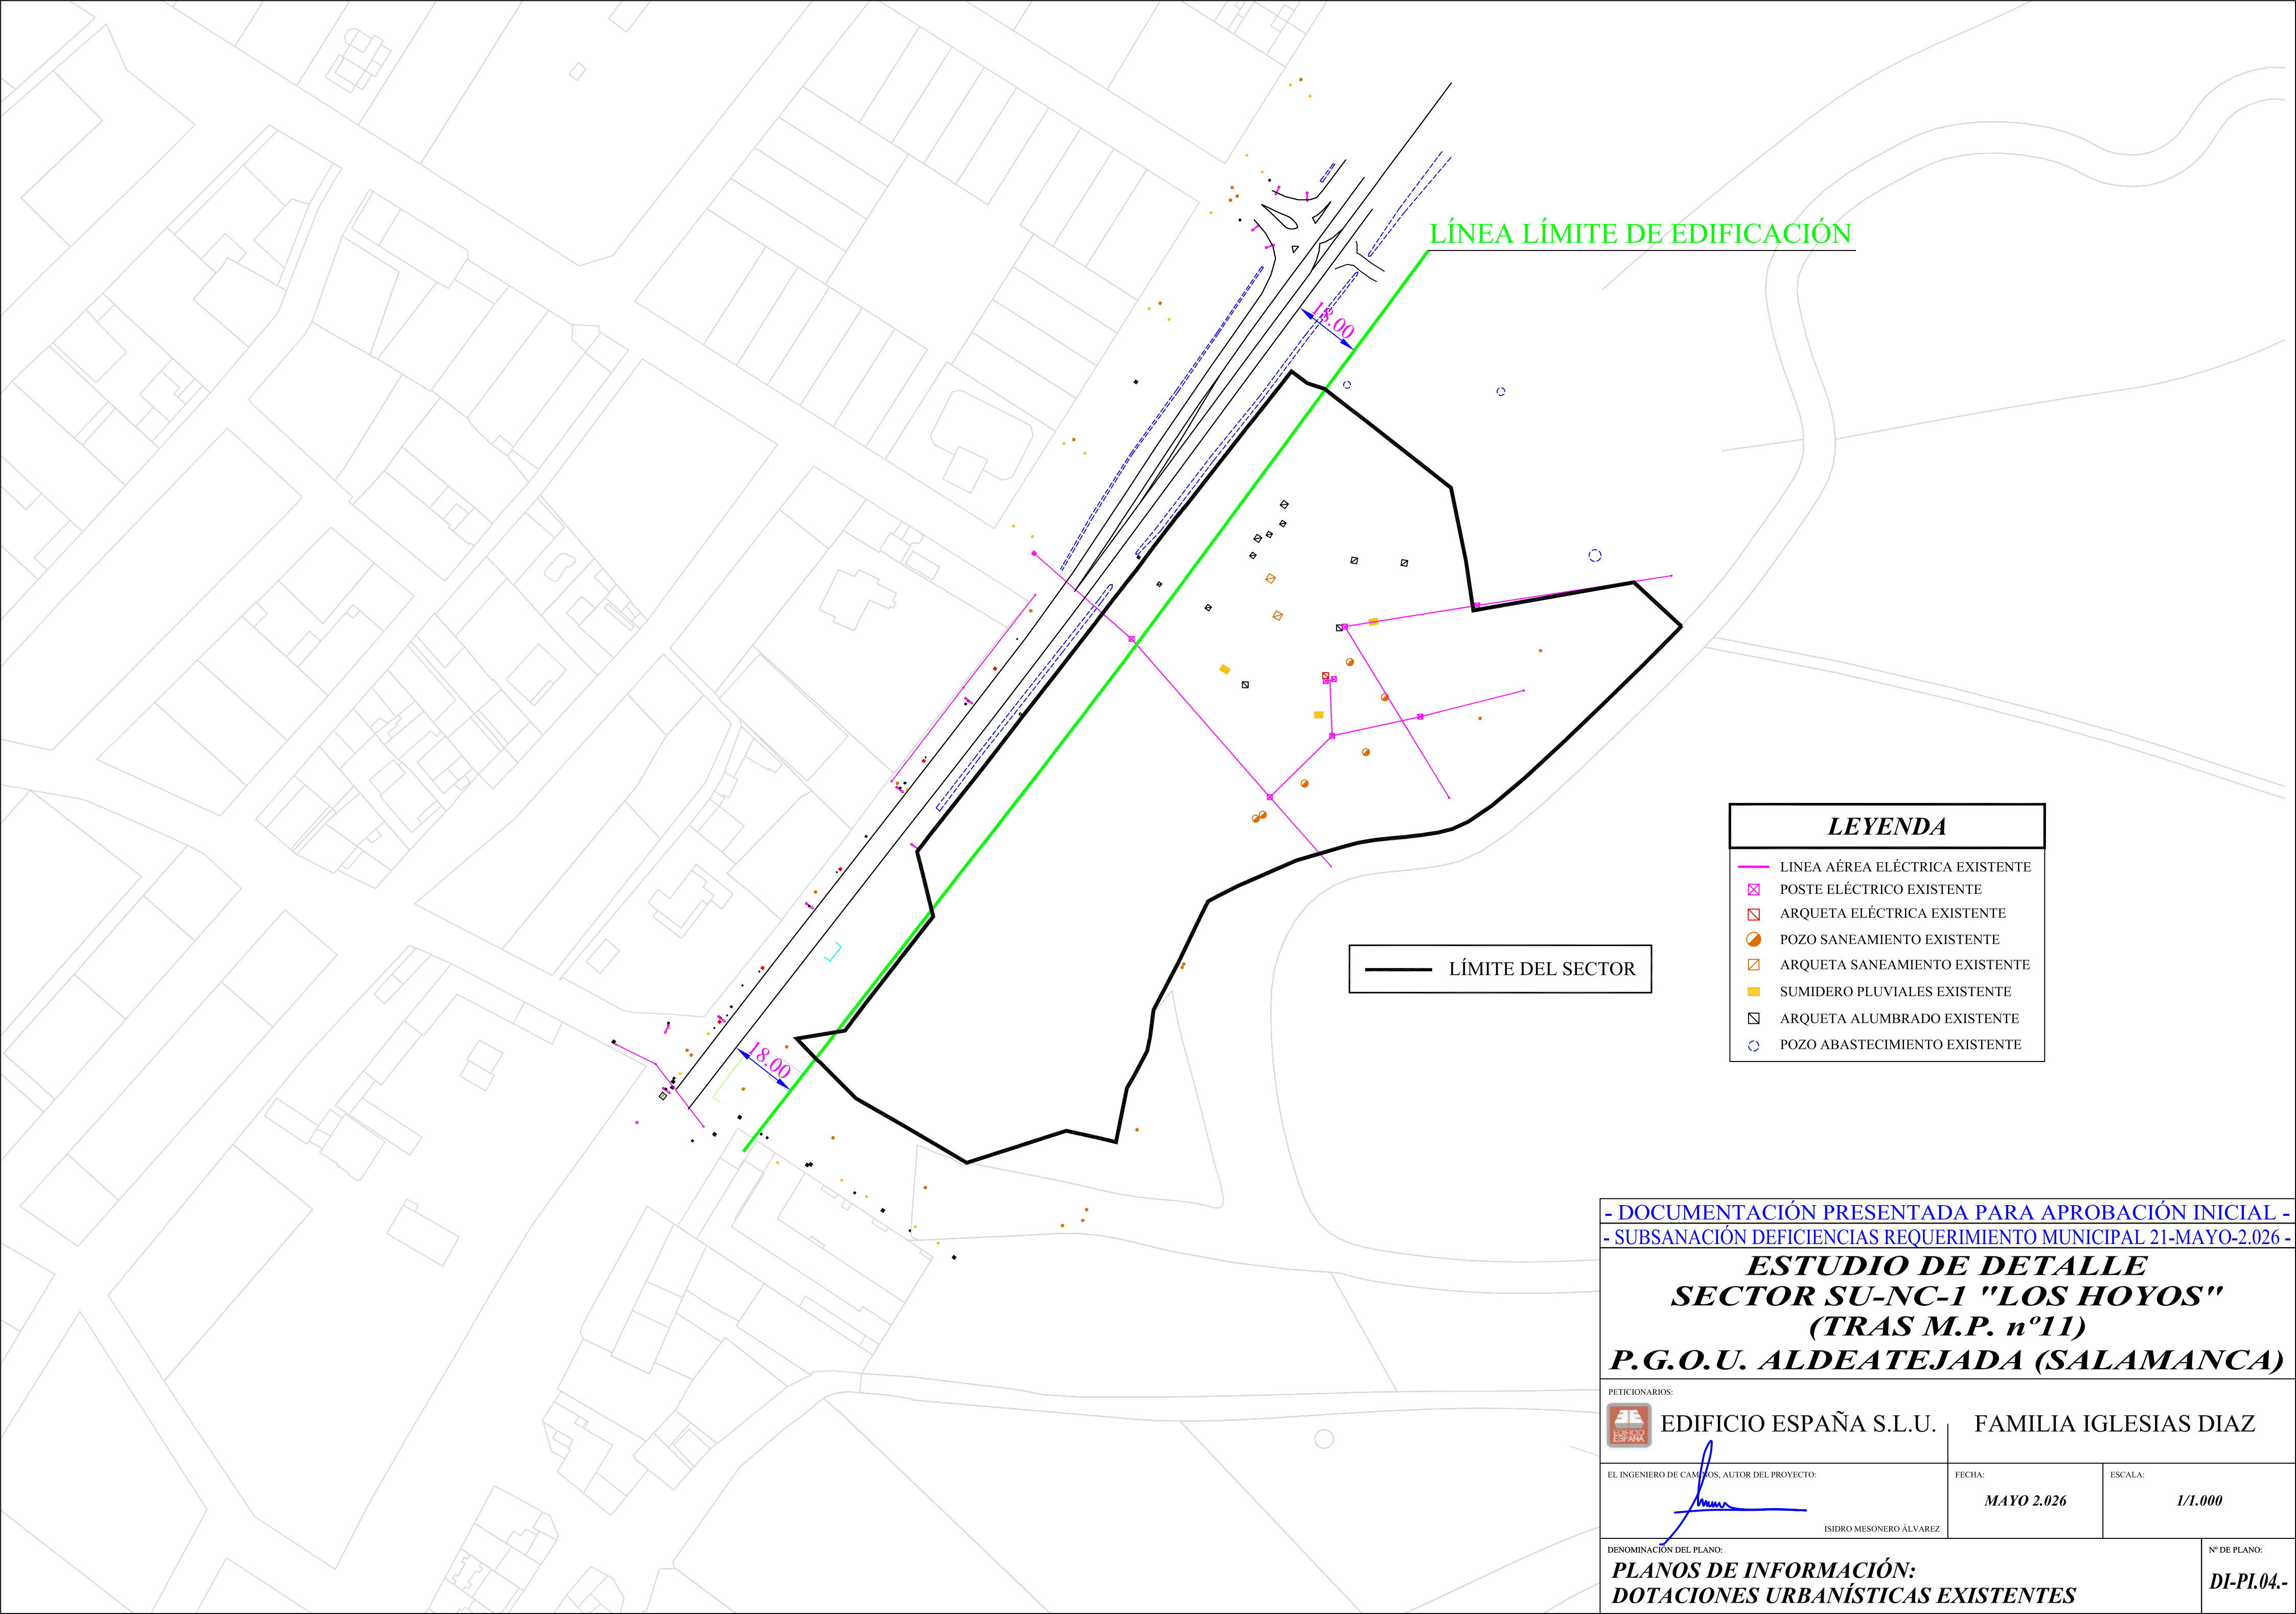 LÍNEA LÍMITE DE EDIFICACIÓN
18.00
18.00
LEYENDA
LINEA AÉREA ELÉCTRICA EXISTENTE
POSTE ELÉCTRICO EXISTENTE
ARQUETA ELÉCTRICA EXISTENTE
POZO SANEAMIENTO EXISTENTE
ARQUETA SANEAMIENTO EXISTENTE
SUMIDERO PLUVIALES EXISTENTE
ARQUETA ALUMBRADO EXISTENTE
POZO ABASTECIMIENTO EXISTENTE
LÍMITE DEL SECTOR
- DOCUMENTACIÓN PRESENTADA PARA APROBACIÓN INICIAL -
- SUBSANACIÓN DEFICIENCIAS REQUERIMIENTO MUNICIPAL 21-MAYO-2.026 -
ESTUDIO DE DETALLE
SECTOR SU-NC-1 "LOS HOYOS"
(TRAS M.P. nº11)
P.G.O.U. ALDEATEJADA (SALAMANCA)
PETICIONARIOS:
EDIFICIO
ESPAÑA
EDIFICIO ESPAÑA S.L.U.
FAMILIA IGLESIAS DIAZ
EL INGENIERO DE CAMINOS, AUTOR DEL PROYECTO:
ISIDRO MESONERO ÁLVAREZ
FECHA:
MAYO 2.026
ESCALA:
1/1.000
DENOMINACIÓN DEL PLANO:
PLANOS DE INFORMACIÓN:
DOTACIONES URBANÍSTICAS EXISTENTES
Nº DE PLANO:
DI-PI.04.-